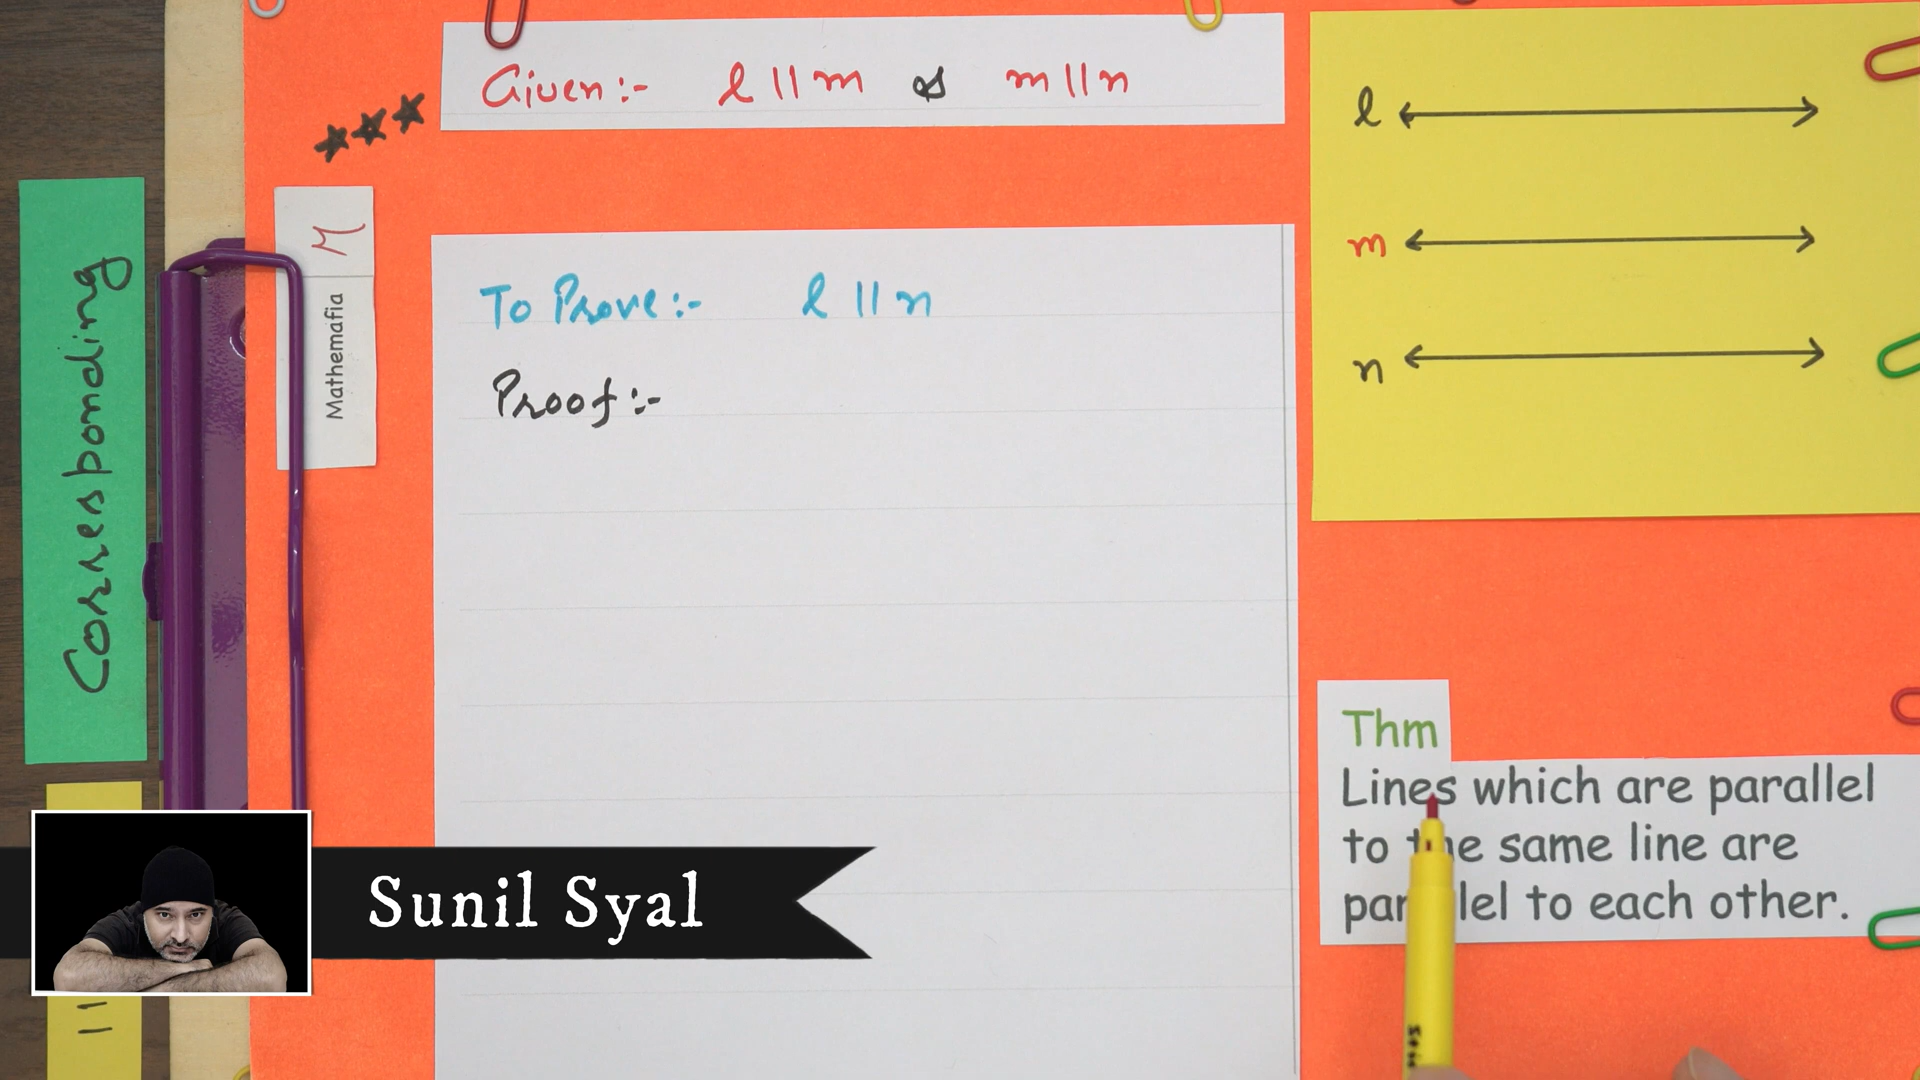 Given:- l || m & m || n
M
Mathemafia
Corresponding
To Prove:- l || n
Proof:-
l
m
n
Thm
Lines which are parallel
to the same line are
lel to each other.
Sunil Syal
||